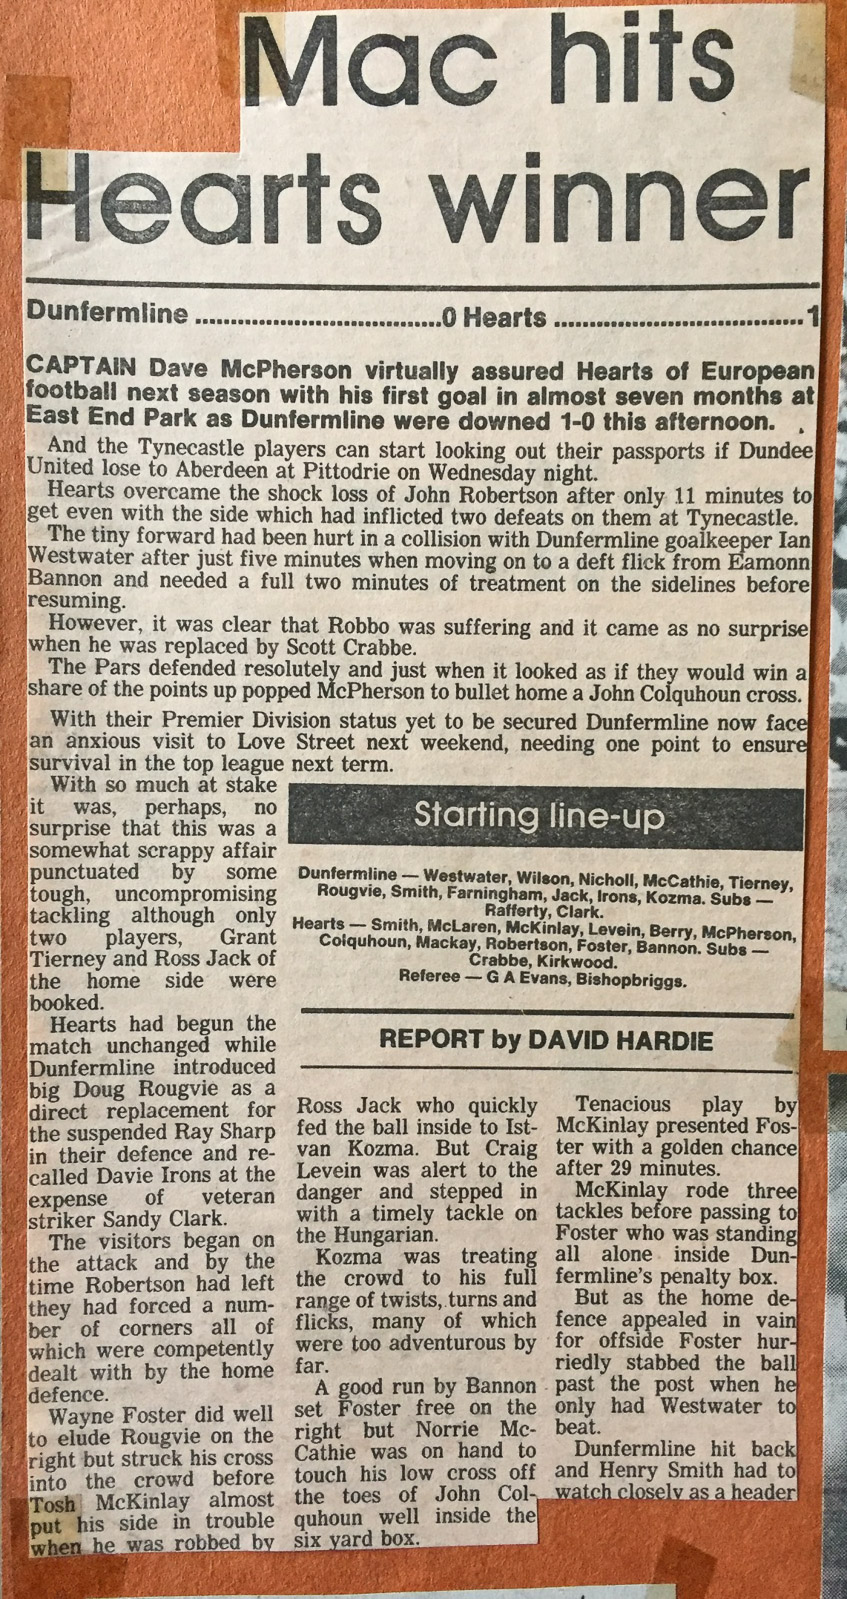 Mac hits
Hearts winner
Dunfermline ..................................0 Hearts ...................................1
CAPTAIN Dave McPherson virtually assured Hearts of European
football next season with his first goal in almost seven months at
East End Park as Dunfermline were downed 1-0 this afternoon.
And the Tynecastle players can start looking out their passports if Dundee
United lose to Aberdeen at Pittodrie on Wednesday night.
Hearts overcame the shock loss of John Robertson after only 11 minutes to
get even with the side which had inflicted two defeats on them at Tynecastle.
The tiny forward had been hurt in a collision with Dunfermline goalkeeper Ian
Westwater after just five minutes when moving on to a deft flick from Eamonn
Bannon and needed a full two minutes of treatment on the sidelines before
resuming.
However, it was clear that Robbo was suffering and it came as no surprise
when he was replaced by Scott Crabbe.
The Pars defended resolutely and just when it looked as if they would win a
share of the points up popped McPherson to bullet home a John Colquhoun cross.
With their Premier Division status yet to be secured Dunfermline now face
an anxious visit to Love Street next weekend, needing one point to ensure
survival in the top league next term.
With so much at stake
it was, perhaps, no
surprise that this was a
somewhat scrappy affair
punctuated by some
tough, uncompromising
tackling although only
two players, Grant
Tierney and Ross Jack of
the home side were
booked.
Hearts had begun the
match unchanged while
Dunfermline introduced
big Doug Rougvie as a
direct replacement for
the suspended Ray Sharp
in their defence and re-
called Davie Irons at the
expense of veteran
striker Sandy Clark.
The visitors began on
the attack and by the
time Robertson had left
they had forced a num-
ber of corners all of
which were competently
dealt with by the home
defence.
Wayne Foster did well
to elude Rougvie on the
right but struck his cross
into the crowd before
Tosh McKinlay almost
put his side in trouble
when he was robbed by
Starting line-up
Dunfermline — Westwater, Wilson, Nicholl, McCathie, Tierney,
Rougvie, Smith, Farningham, Jack, Irons, Kozma. Subs —
Rafferty, Clark.
Hearts — Smith, McLaren, McKinlay, Levein, Berry, McPherson,
Colquhoun, Mackay, Robertson, Foster, Bannon. Subs —
Crabbe, Kirkwood.
Referee — G A Evans, Bishopbriggs.
REPORT by DAVID HARDIE
Ross Jack who quickly
fed the ball inside to Ist-
van Kozma. But Craig
Levein was alert to the
danger and stepped in
with a timely tackle on
the Hungarian.
Kozma was treating
the crowd to his full
range of twists, turns and
flicks, many of which
were too adventurous by
far.
A good run by Bannon
set Foster free on the
right but Norrie Mc-
Cathie was on hand to
touch his low cross off
the toes of John Col-
quhoun well inside the
six yard box.
Tenacious play by
McKinlay presented Fos-
ter with a golden chance
after 29 minutes.
McKinlay rode three
tackles before passing to
Foster who was standing
all alone inside Dun-
fermline's penalty box.
But as the home de-
fence appealed in vain
for offside Foster hur-
riedly stabbed the ball
past the post when he
only had Westwater to
beat.
Dunfermline hit back
and Henry Smith had to
watch closely as a header